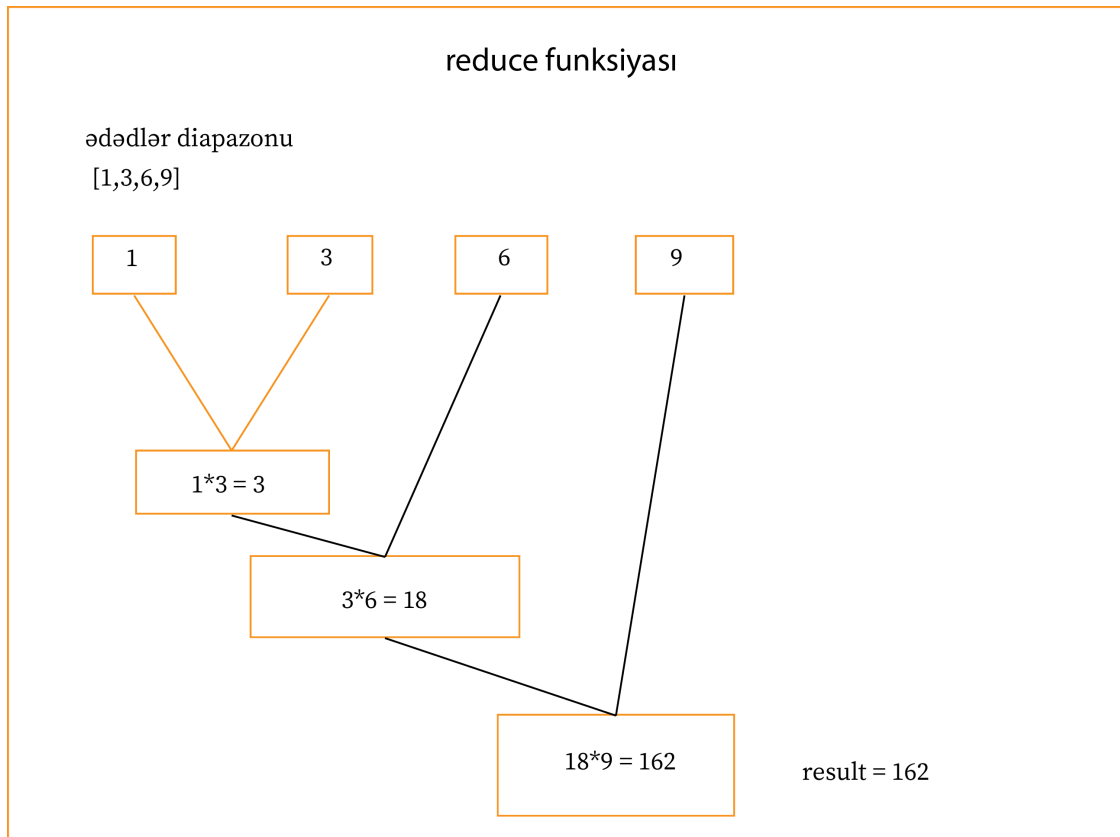 reduce funksiyası
ədədlər diapazonu
[1,3,6,9]
1 3 6 9
1*3 = 3
3*6 = 18
18*9 = 162
result = 162